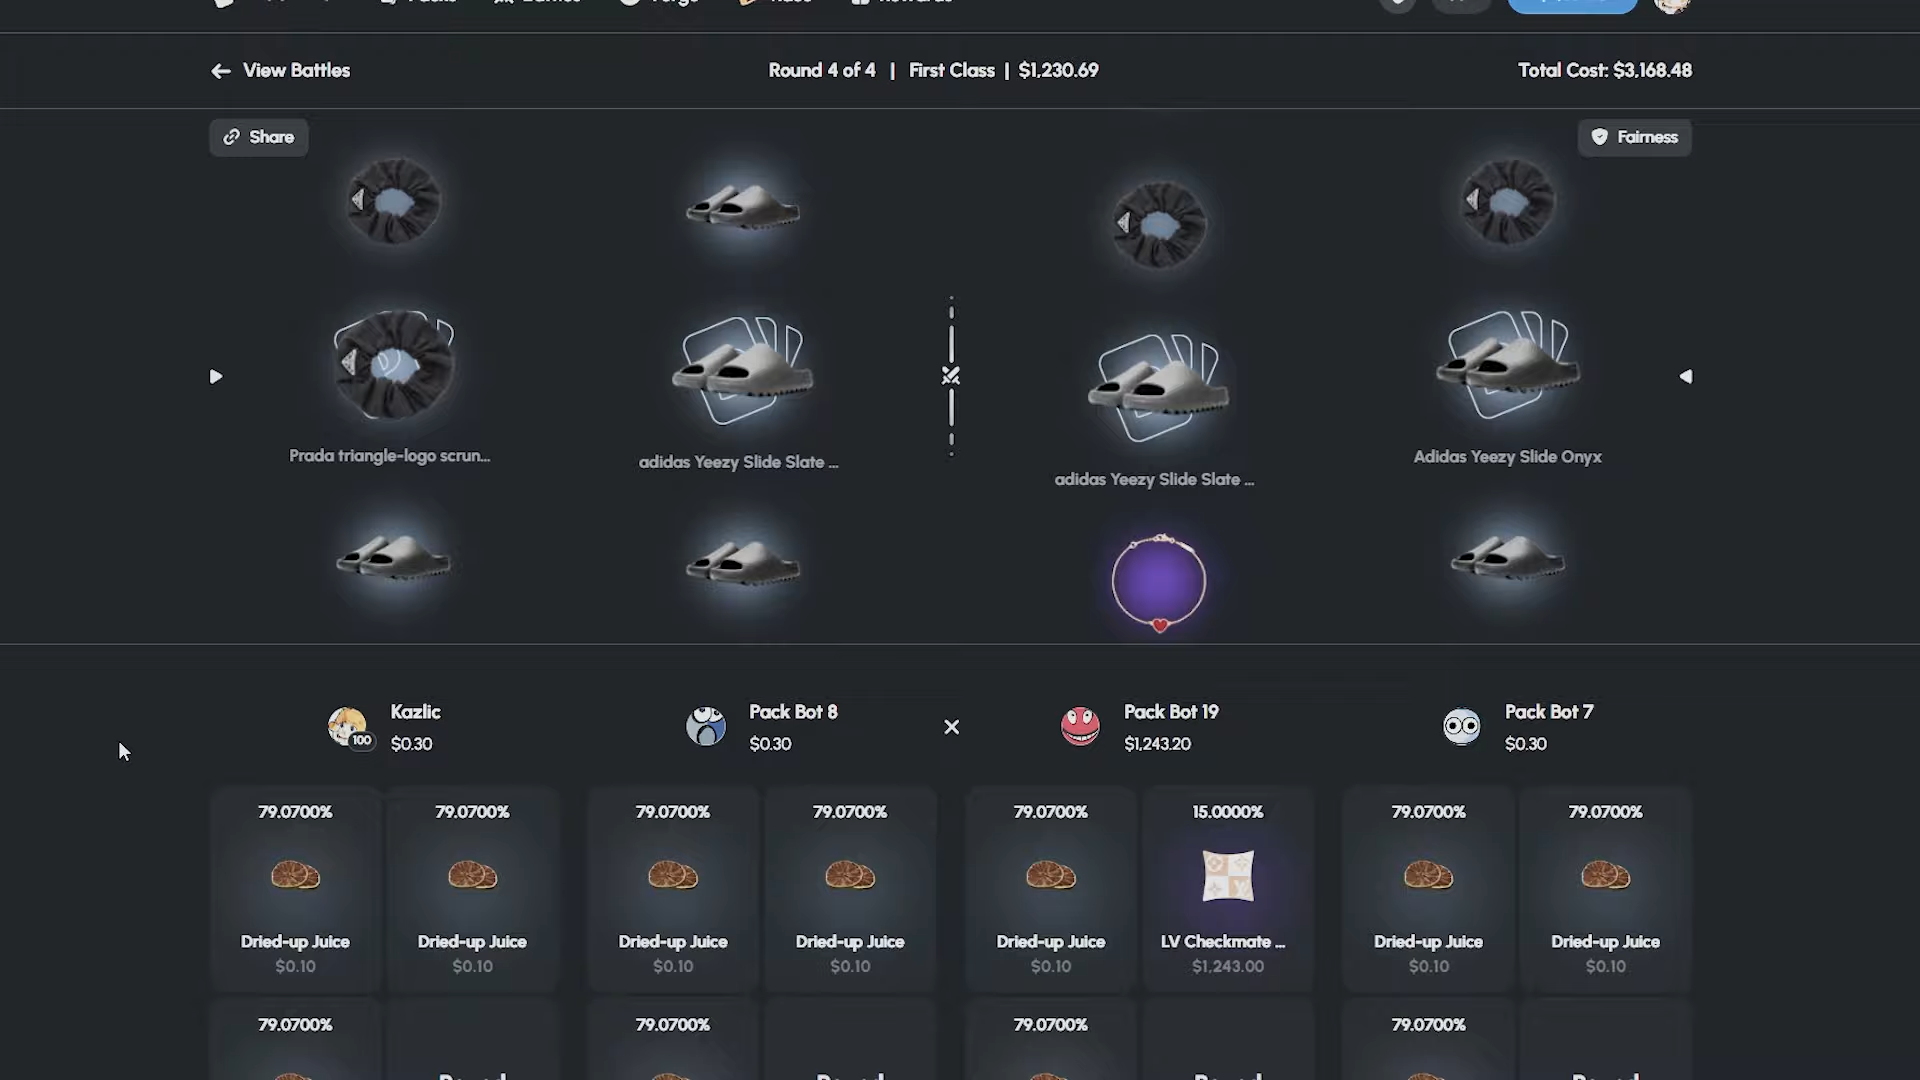 View Battles
Round 4 of 4 | First Class | $1,230.69
Total Cost: $3,168.48
Share
Fairness
Prada triangle-logo scrun...
adidas Yeezy Slide Slate ...
adidas Yeezy Slide Slate ...
Adidas Yeezy Slide Onyx
Kazlic
100
$0.30
Pack Bot 8
$0.30
Pack Bot 19
$1,243.20
Pack Bot 7
$0.30
79.0700% 79.0700% 79.0700% 79.0700% 79.0700% 15.0000% 79.0700% 79.0700%
Dried-up Juice Dried-up Juice Dried-up Juice Dried-up Juice Dried-up Juice LV Checkmate ... Dried-up Juice Dried-up Juice
$0.10 $0.10 $0.10 $0.10 $0.10 $1,243.00 $0.10 $0.10
79.0700% 79.0700% 79.0700% 79.0700%